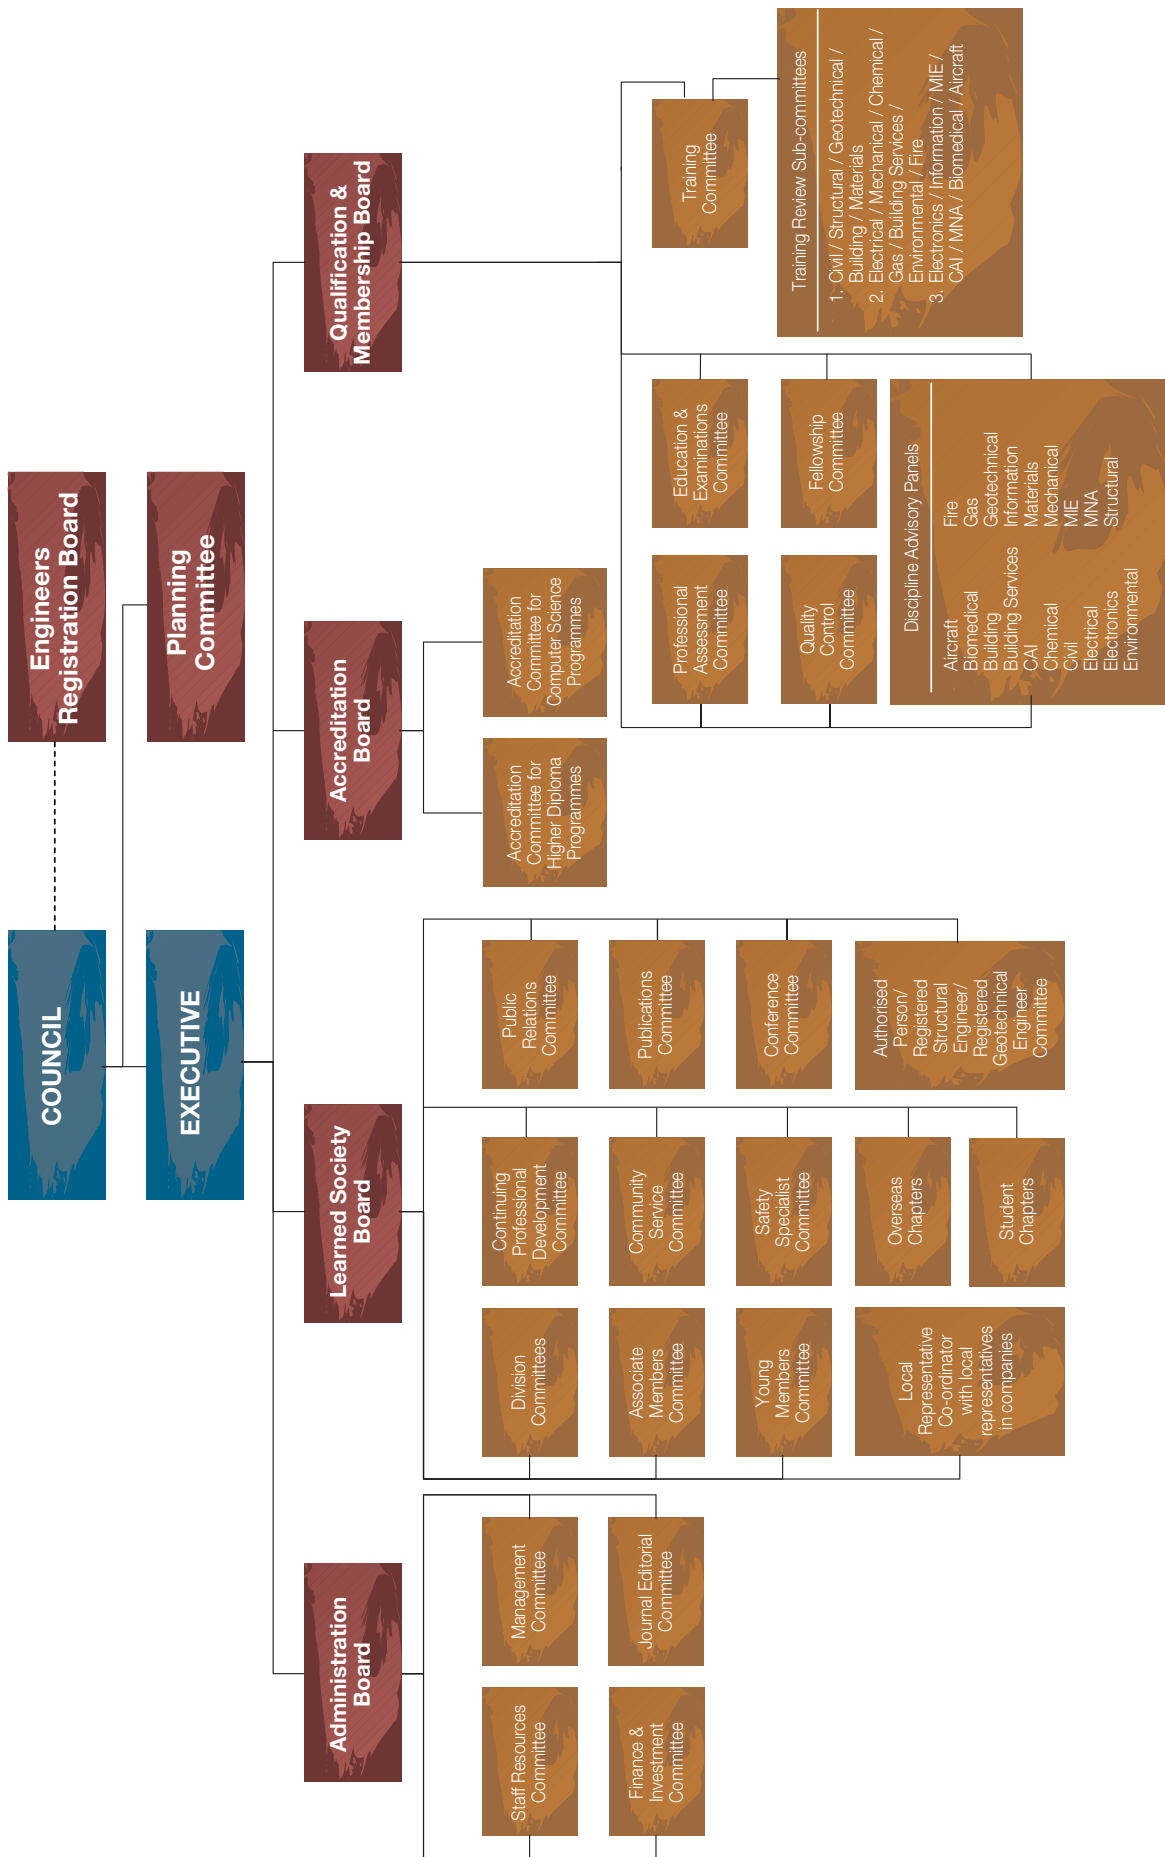 COUNCIL
Engineers
Registration Board
EXECUTIVE
Planning
Committee
Administration
Board
Learned Society
Board
Accreditation
Board
Qualification &
Membership Board
Staff Resources
Committee
Management
Committee
Finance &
Investment
Committee
Journal Editorial
Committee
Division
Committees
Continuing
Professional
Development
Committee
Public
Relations
Committee
Associate
Members
Committee
Community
Service
Committee
Publications
Committee
Young
Members
Committee
Safety
Specialist
Committee
Conference
Committee
Local
Representative
Co-ordinator
with local
representatives
in companies
Overseas
Chapters
Student
Chapters
Authorised
Person/
Registered
Structural
Engineer/
Registered
Geotechnical
Engineer
Committee
Accreditation
Committee for
Higher Diploma
Programmes
Accreditation
Committee for
Computer Science
Programmes
Professional
Assessment
Committee
Education &
Examinations
Committee
Training
Committee
Quality
Control
Committee
Fellowship
Committee
Discipline Advisory Panels
Aircraft
Biomedical
Building
Building Services
CAI
Chemical
Civil
Electrical
Electronics
Environmental
Fire
Gas
Geotechnical
Information
Materials
Mechanical
MIE
MNA
Structural
Training Review Sub-committees
1. Civil / Structural / Geotechnical /
Building / Materials
2. Electrical / Mechanical / Chemical /
Gas / Building Services /
Environmental / Fire
3. Electronics / Information / MIE /
CAI / MNA / Biomedical / Aircraft